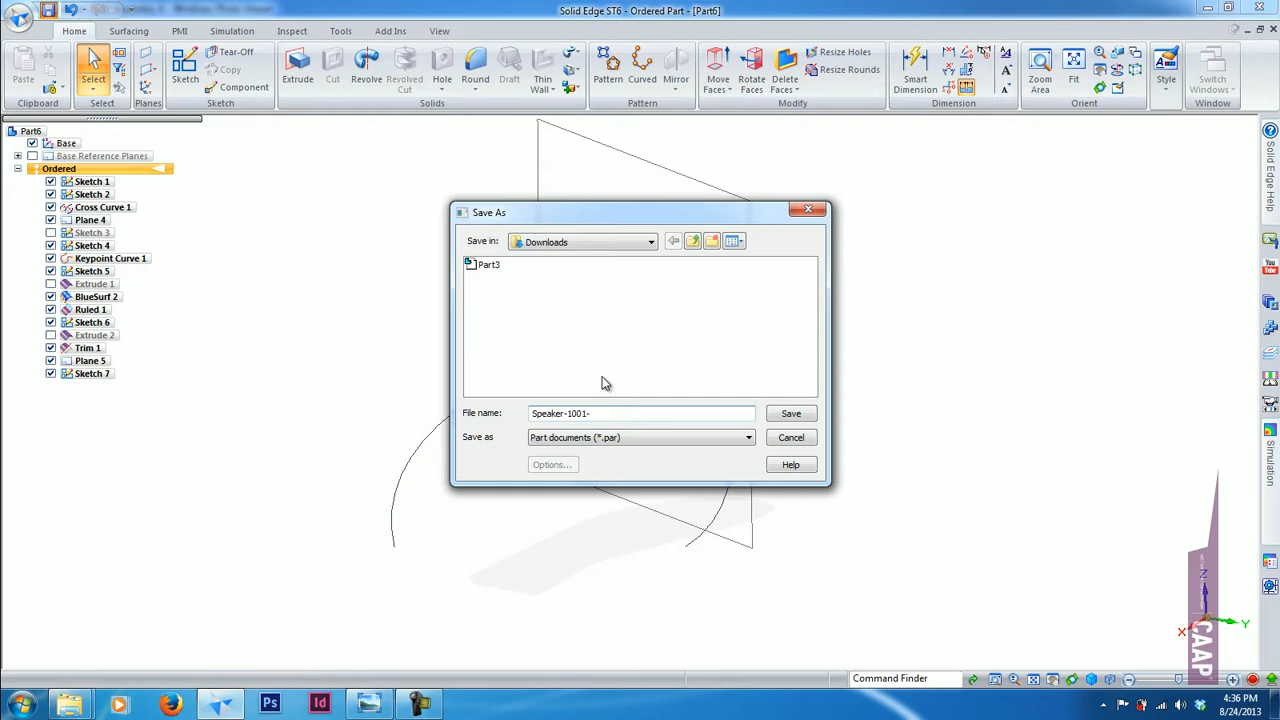 Solid Edge ST6 - Ordered Part - [Part6]
Home Surfacing PMI Simulation Inspect Tools Add Ins View
Paste
Clipboard
Select
Select
Planes
Sketch
Tear-Off
Copy
Component
Sketch
Extrude
Cut
Revolve
Revolved Cut
Hole
Round
Draft
Thin Wall
Solids
Pattern
Curved
Mirror
Pattern
Move Faces
Rotate Faces
Delete Faces
Resize Holes
Resize Rounds
Modify
Smart Dimension
Dimension
Zoom Area
Fit
Orient
Style
Switch Windows
Window
Part6
Base
Base Reference Planes
Ordered
Sketch 1
Sketch 2
Cross Curve 1
Plane 4
Sketch 3
Sketch 4
Keypoint Curve 1
Sketch 5
Extrude 1
BlueSurf 2
Ruled 1
Sketch 6
Extrude 2
Trim 1
Plane 5
Sketch 7
Save As
Save in: Downloads
Part3
File name: Speaker-1001- Save
Save as Part documents (*.par) Cancel
Options... Help
Solid Edge Help
You Tube
Simulation
Z
X
Y
CAAP
Command Finder
Ps
Id
4:36 PM
8/24/2013